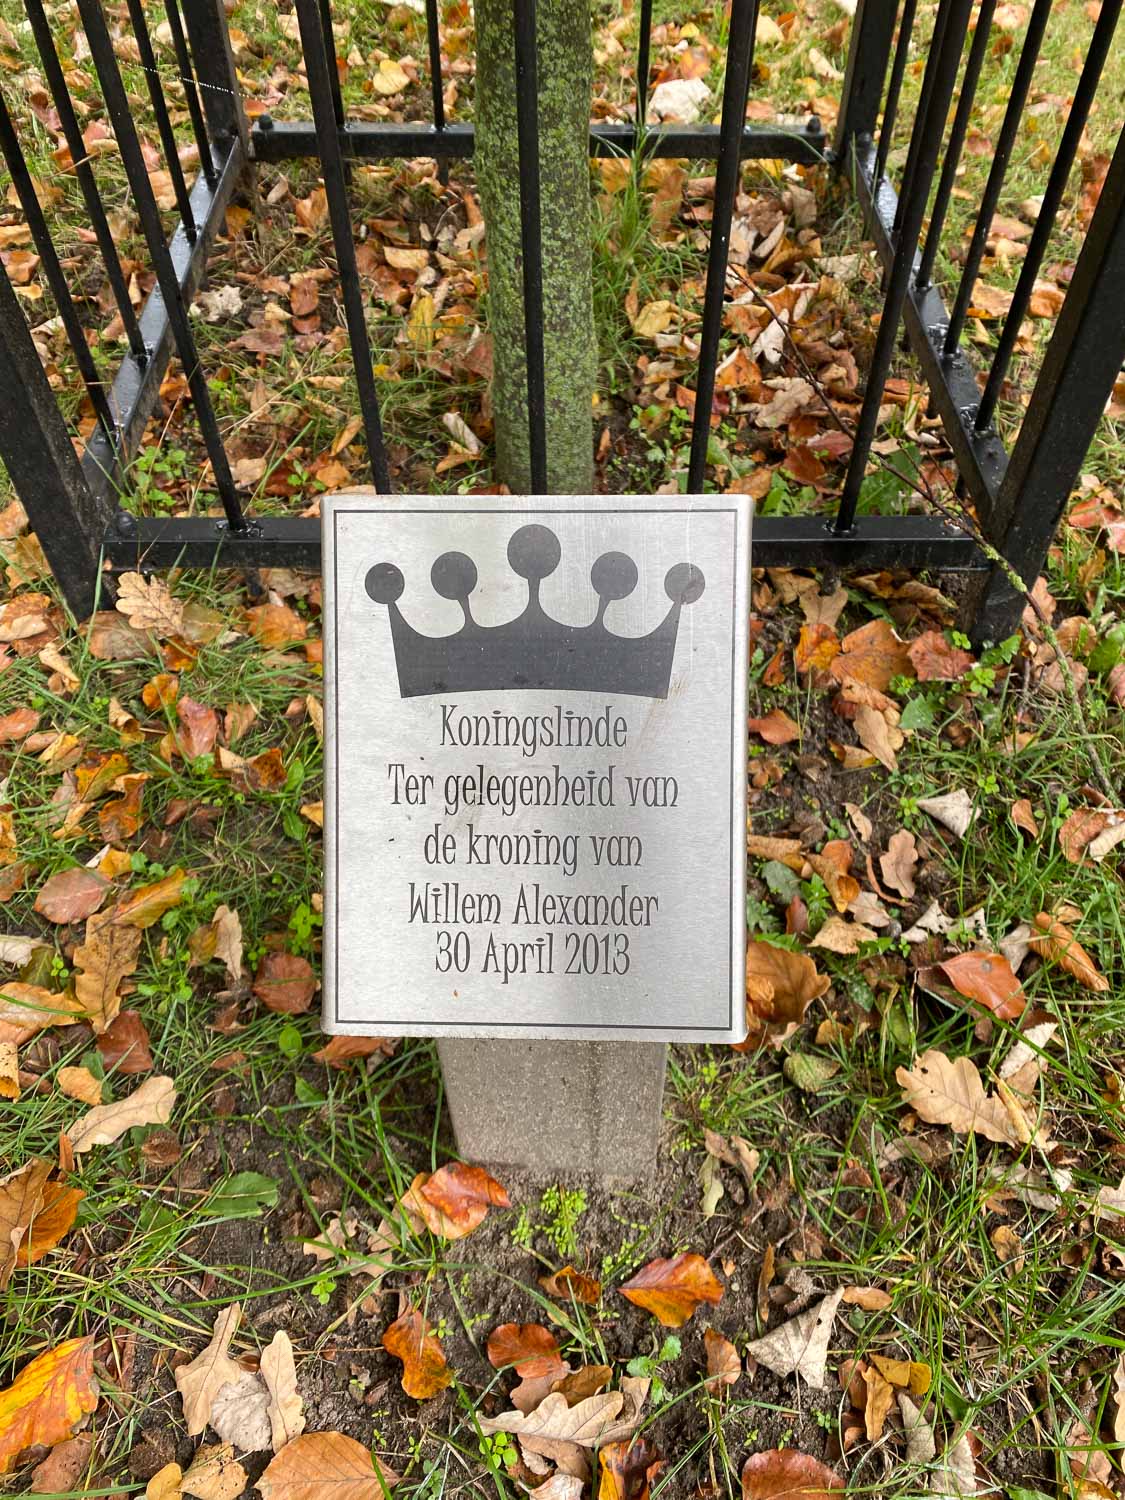 Koningslinde
Ter gelegenheid van
de kroning van
Willem Alexander
30 April 2013